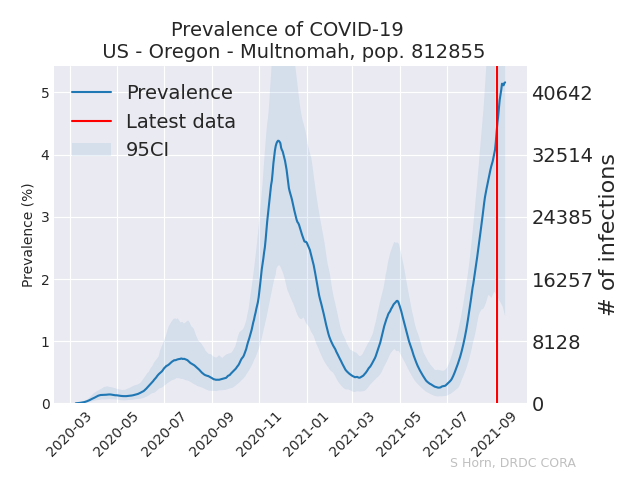 Prevalence of COVID-19
US - Oregon - Multnomah, pop. 812855
Prevalence
Latest data
95CI
Prevalence (%)
5
4
3
2
1
0
40642
32514
24385
16257
8128
0
# of infections
2020-03
2020-05
2020-07
2020-09
2020-11
2021-01
2021-03
2021-05
2021-07
2021-09
S Horn, DRDC CORA